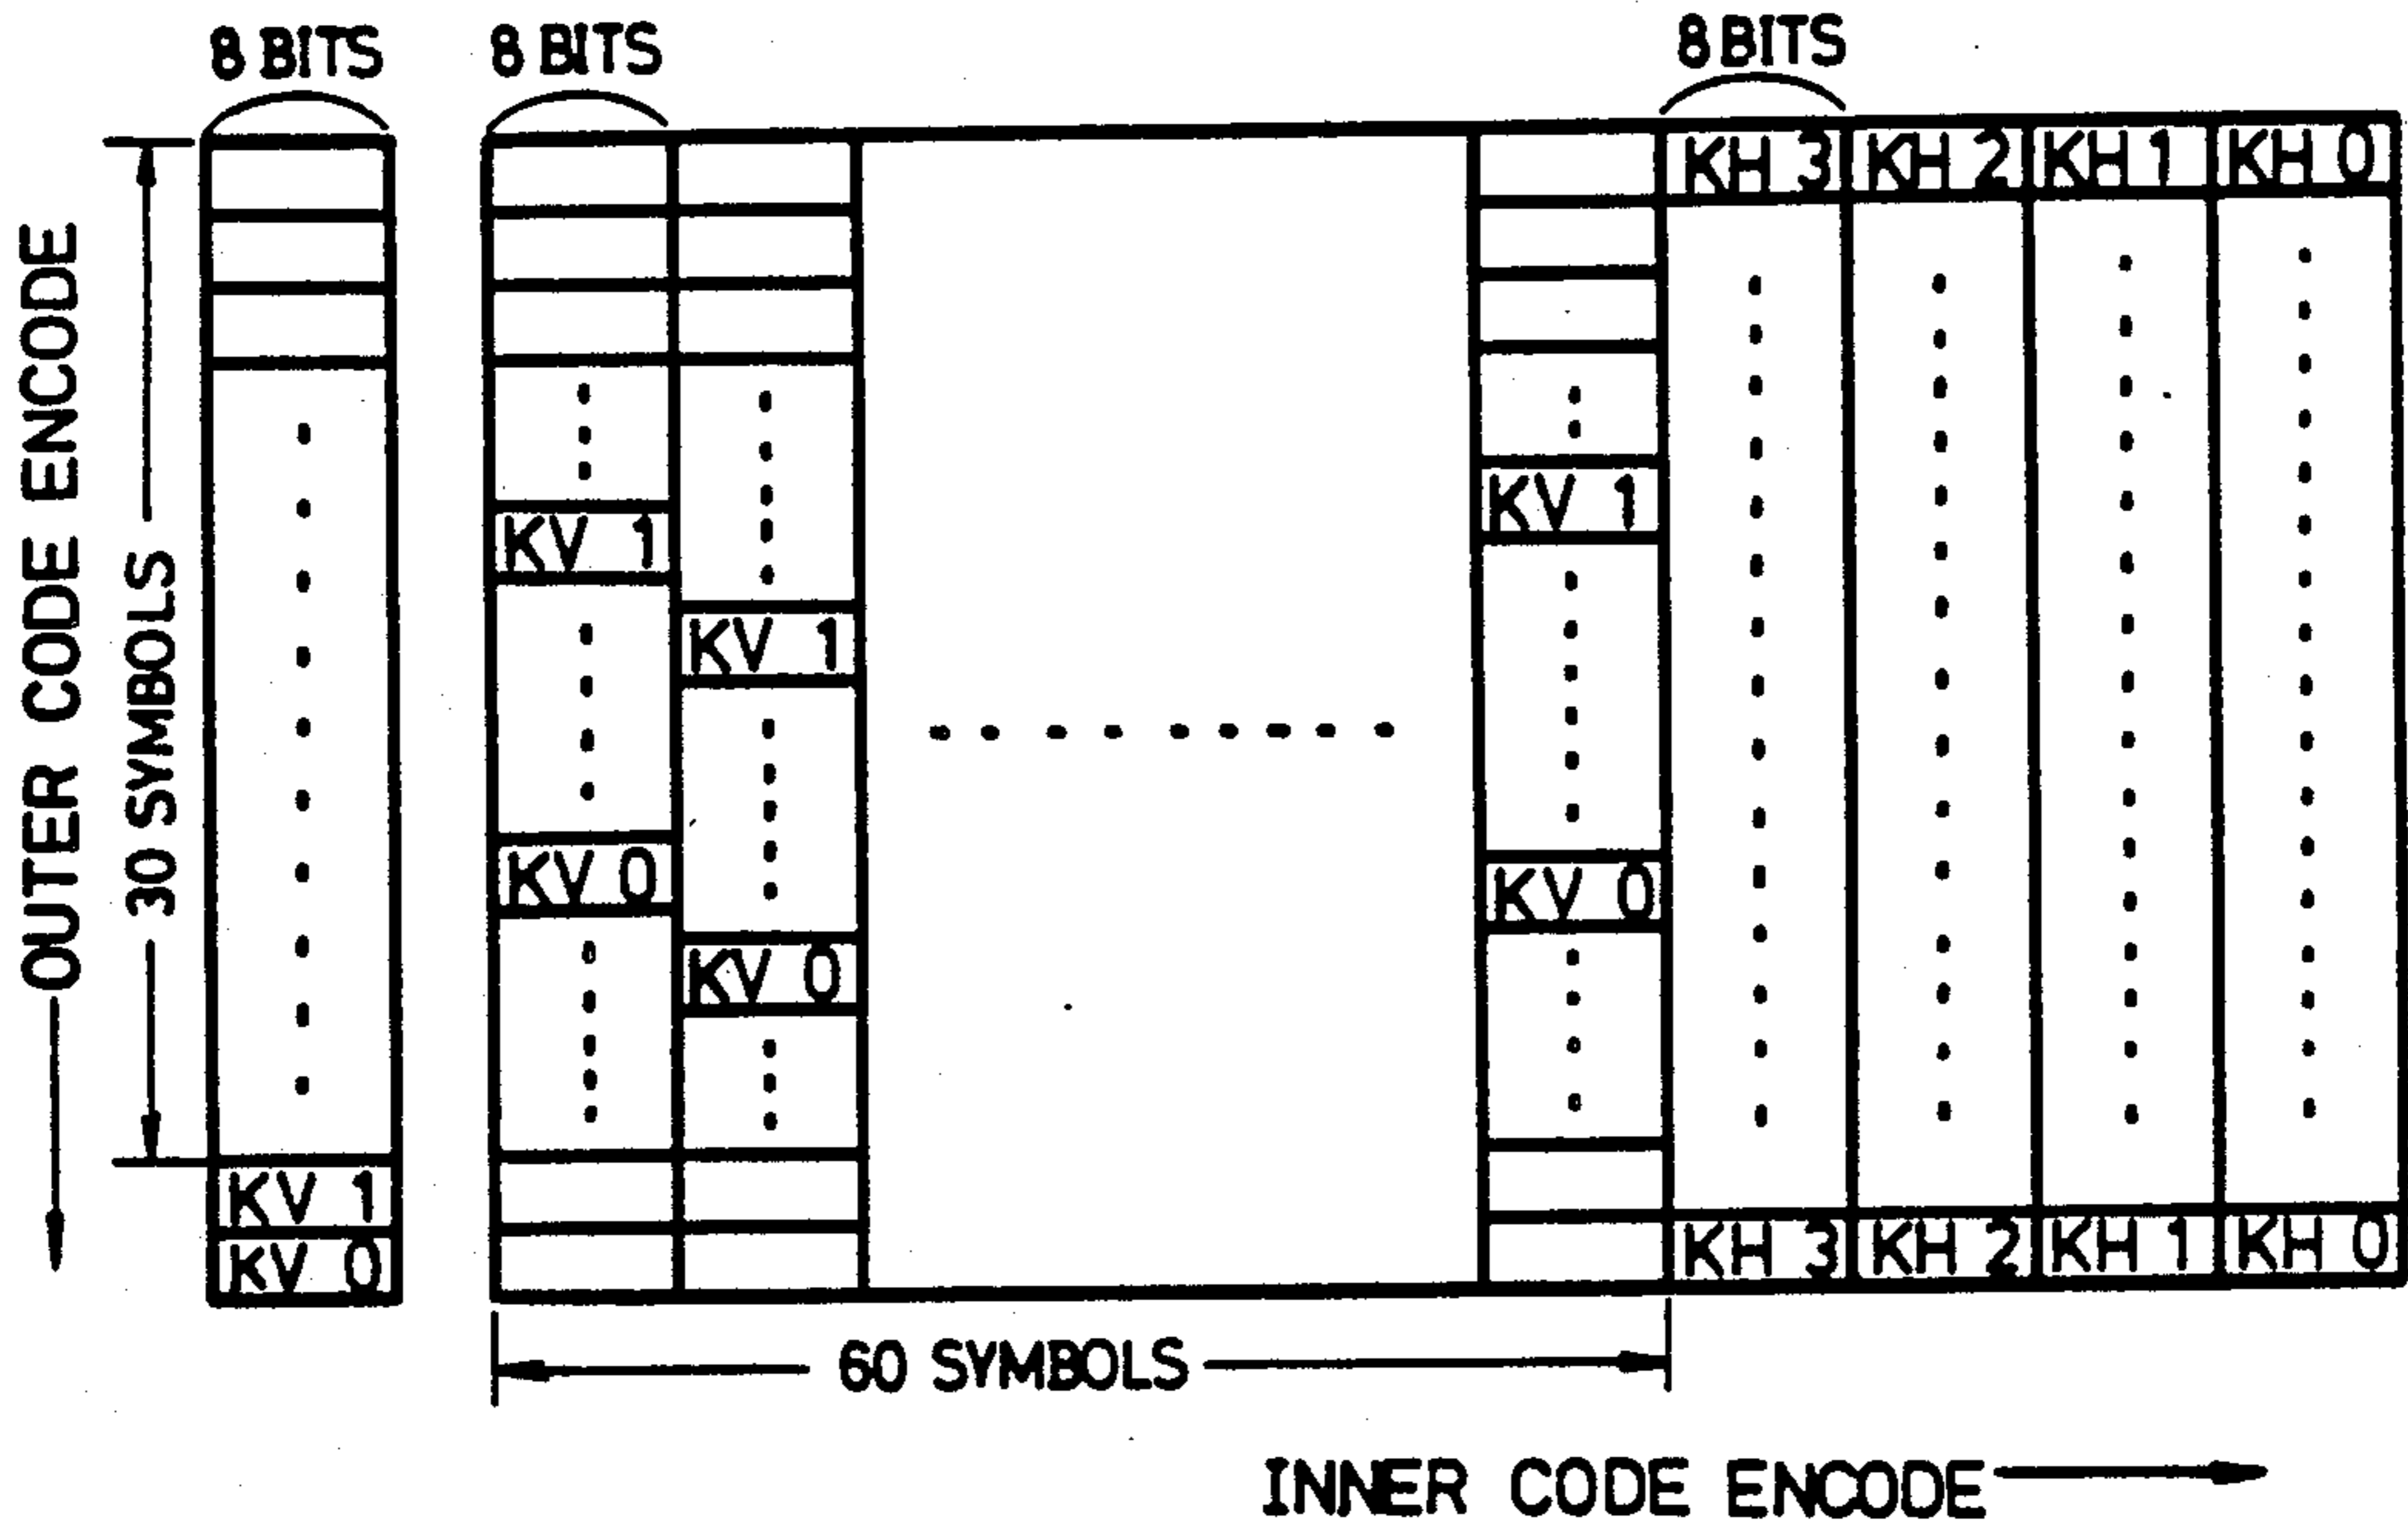 8 BITS
8 BITS
8 BITS
KH 3 KH 2 KH 1 KH 0
OUTER CODE ENCODE
30 SYMBOLS
KV 1
KV 1
KV 1
KV 0
KV 0
KV 0
KV 1
KV 0
KH 3 KH 2 KH 1 KH 0
60 SYMBOLS
INNER CODE ENCODE